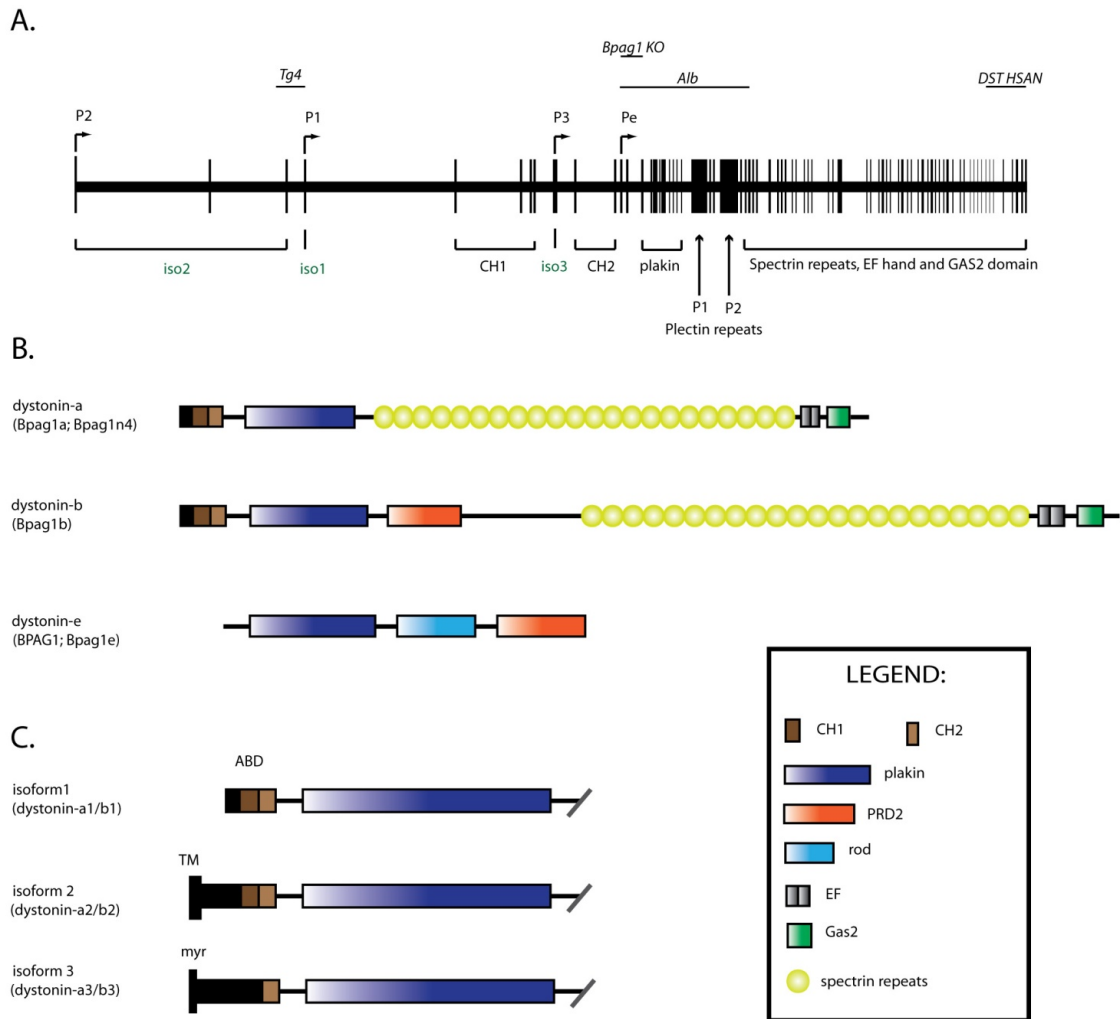 A.
Bpag1 KO
Tg4
Alb
DST HSAN
P2
P1
P3
Pe
iso2
iso1
CH1
iso3
CH2
plakin
Spectrin repeats, EF hand and GAS2 domain
P1
P2
Plectin repeats
B.
dystonin-a
(Bpag1a; Bpag1n4)
dystonin-b
(Bpag1b)
dystonin-e
(BPAG1; Bpag1e)
C.
ABD
isoform1
(dystonin-a1/b1)
TM
isoform 2
(dystonin-a2/b2)
myr
isoform 3
(dystonin-a3/b3)
LEGEND:
CH1
CH2
plakin
PRD2
rod
EF
Gas2
spectrin repeats